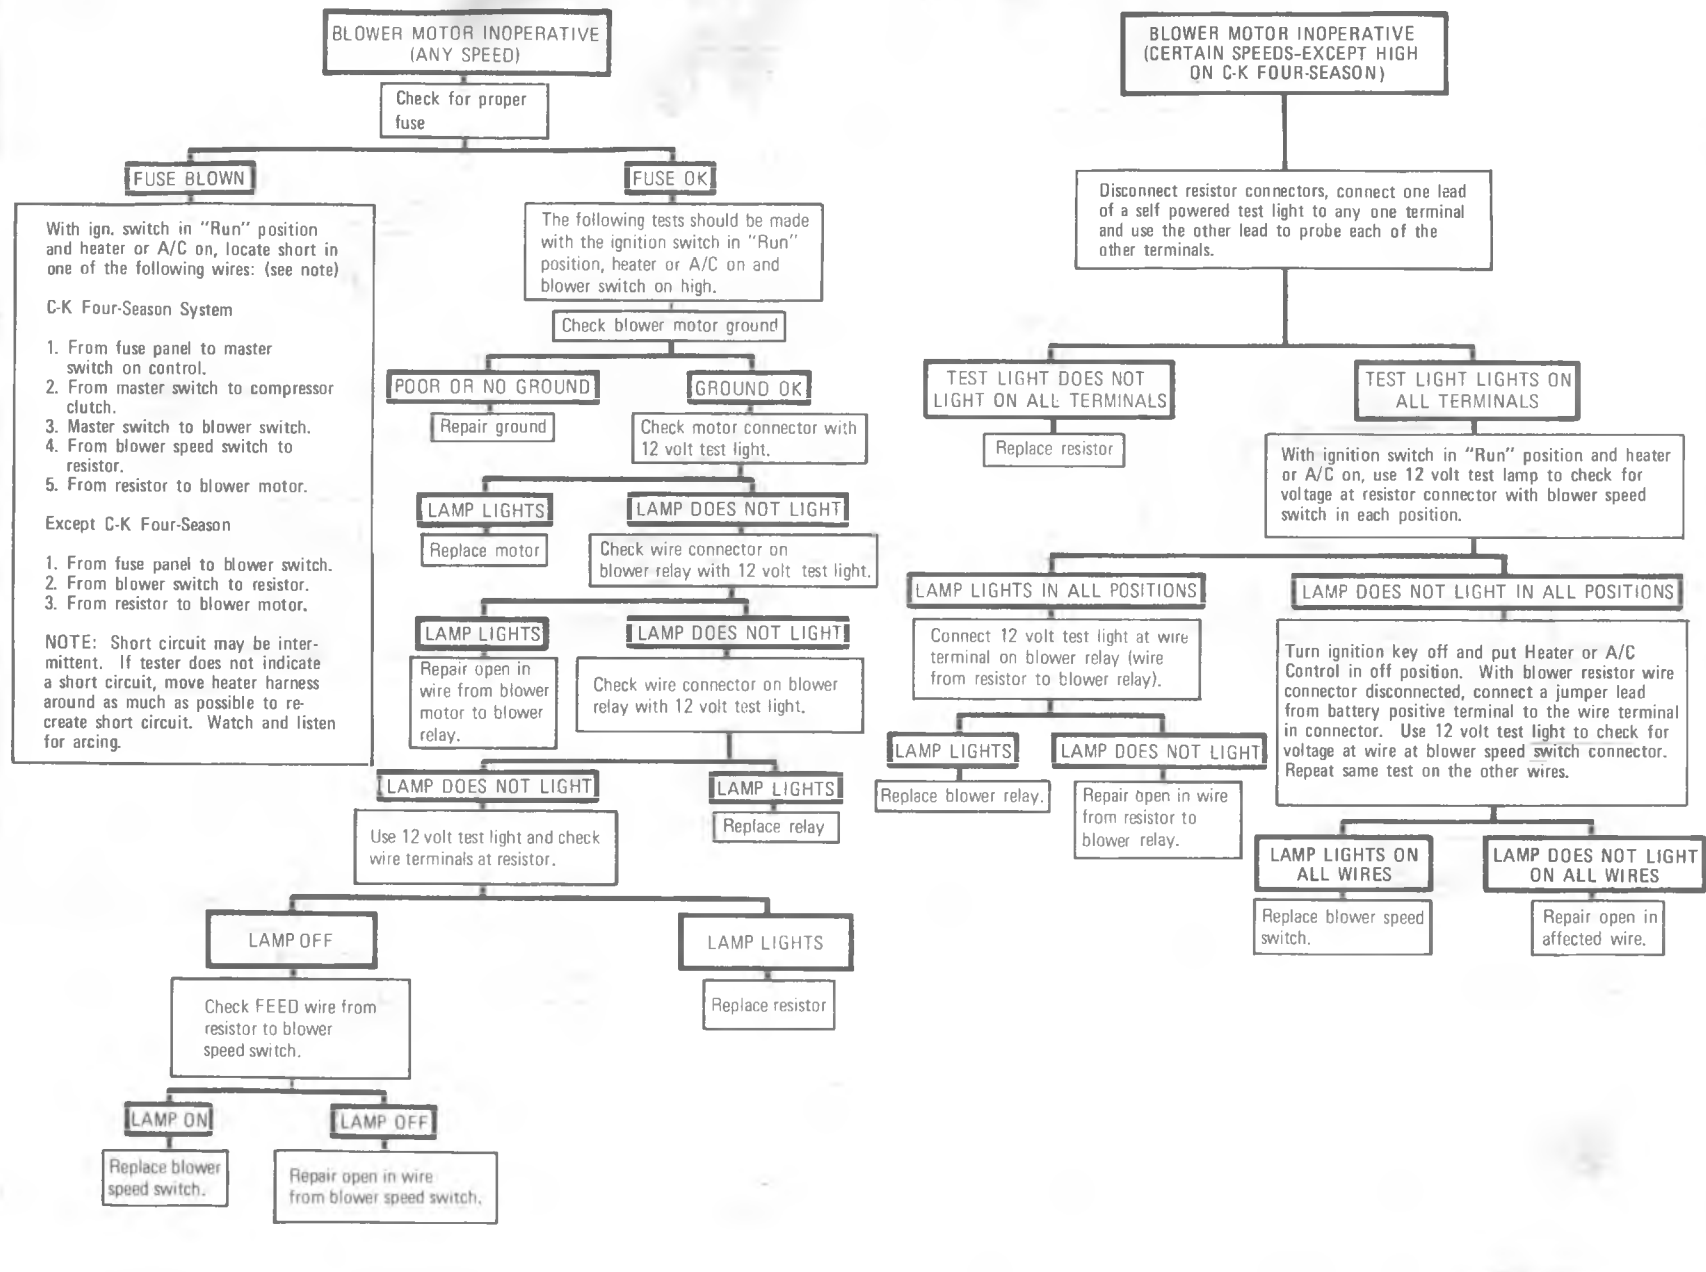 BLOWER MOTOR INOPERATIVE
(ANY SPEED)
Check for proper
fuse
FUSE BLOWN
With ign. switch in "Run" position
and heater or A/C on, locate short in
one of the following wires: (see note)
C-K Four-Season System
1. From fuse panel to master
switch on control.
2. From master switch to compressor
clutch.
3. Master switch to blower switch.
4. From blower speed switch to
resistor.
5. From resistor to blower motor.
Except C-K Four-Season
1. From fuse panel to blower switch.
2. From blower switch to resistor.
3. From resistor to blower motor.
NOTE: Short circuit may be inter-
mittent. If tester does not indicate
a short circuit, move heater harness
around as much as possible to re-
create short circuit. Watch and listen
for arcing.
FUSE OK
The following tests should be made
with the ignition switch in "Run"
position, heater or A/C on and
blower switch on high.
Check blower motor ground
POOR OR NO GROUND
Repair ground
GROUND OK
Check motor connector with
12 volt test light.
LAMP LIGHTS
Replace motor
LAMP DOES NOT LIGHT
Check wire connector on
blower relay with 12 volt test light.
LAMP LIGHTS
Repair open in
wire from blower
motor to blower
relay.
LAMP DOES NOT LIGHT
Check wire connector on blower
relay with 12 volt test light.
LAMP DOES NOT LIGHT
Use 12 volt test light and check
wire terminals at resistor.
LAMP LIGHTS
Replace relay
LAMP OFF
Check FEED wire from
resistor to blower
speed switch.
LAMP LIGHTS
Replace resistor
LAMP ON
Replace blower
speed switch.
LAMP OFF
Repair open in wire
from blower speed switch.
BLOWER MOTOR INOPERATIVE
(CERTAIN SPEEDS-EXCEPT HIGH
ON C-K FOUR-SEASON)
Disconnect resistor connectors, connect one lead
of a self powered test light to any one terminal
and use the other lead to probe each of the
other terminals.
TEST LIGHT DOES NOT
LIGHT ON ALL TERMINALS
Replace resistor
TEST LIGHT LIGHTS ON
ALL TERMINALS
With ignition switch in "Run" position and heater
or A/C on, use 12 volt test lamp to check for
voltage at resistor connector with blower speed
switch in each position.
LAMP LIGHTS IN ALL POSITIONS
Connect 12 volt test light at wire
terminal on blower relay (wire
from resistor to blower relay).
LAMP LIGHTS
Replace blower relay.
LAMP DOES NOT LIGHT
Repair open in wire
from resistor to
blower relay.
LAMP DOES NOT LIGHT IN ALL POSITIONS
Turn ignition key off and put Heater or A/C
Control in off position. With blower resistor wire
connector disconnected, connect a jumper lead
from battery positive terminal to the wire terminal
in connector. Use 12 volt test light to check for
voltage at wire at blower speed switch connector.
Repeat same test on the other wires.
LAMP LIGHTS ON
ALL WIRES
Replace blower speed
switch.
LAMP DOES NOT LIGHT
ON ALL WIRES
Repair open in
affected wire.